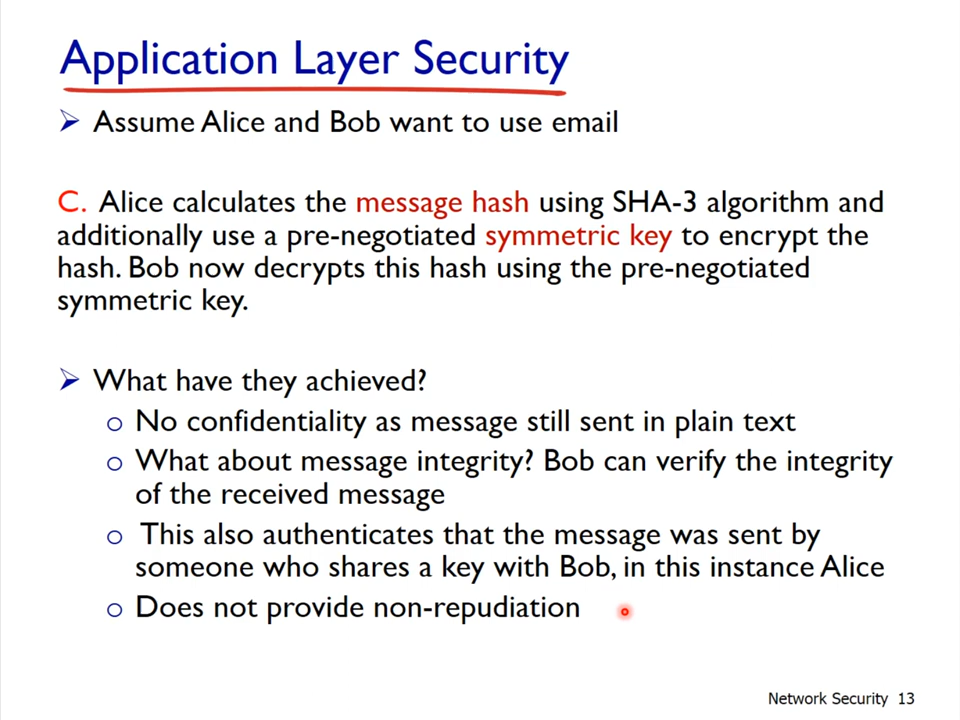 Application Layer Security
Assume Alice and Bob want to use email
C. Alice calculates the message hash using SHA-3 algorithm and
additionally use a pre-negotiated symmetric key to encrypt the
hash. Bob now decrypts this hash using the pre-negotiated
symmetric key.
What have they achieved?
No confidentiality as message still sent in plain text
What about message integrity? Bob can verify the integrity
of the received message
This also authenticates that the message was sent by
someone who shares a key with Bob, in this instance Alice
Does not provide non-repudiation
Network Security 13